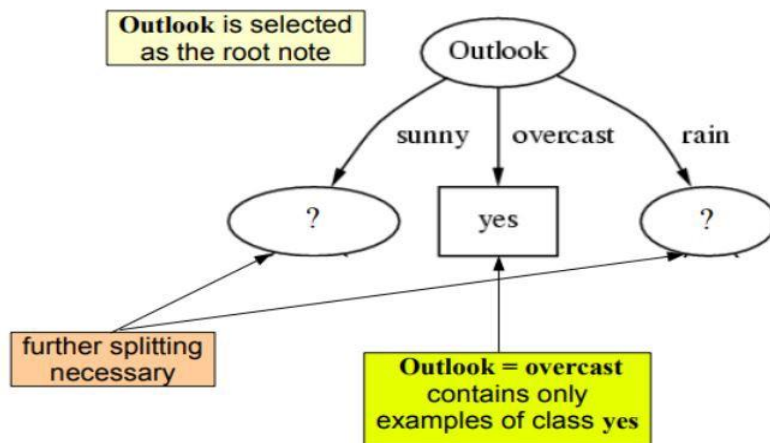 Outlook is selected
as the root note
Outlook
sunny
overcast
rain
?
yes
?
further splitting
necessary
Outlook = overcast
contains only
examples of class yes